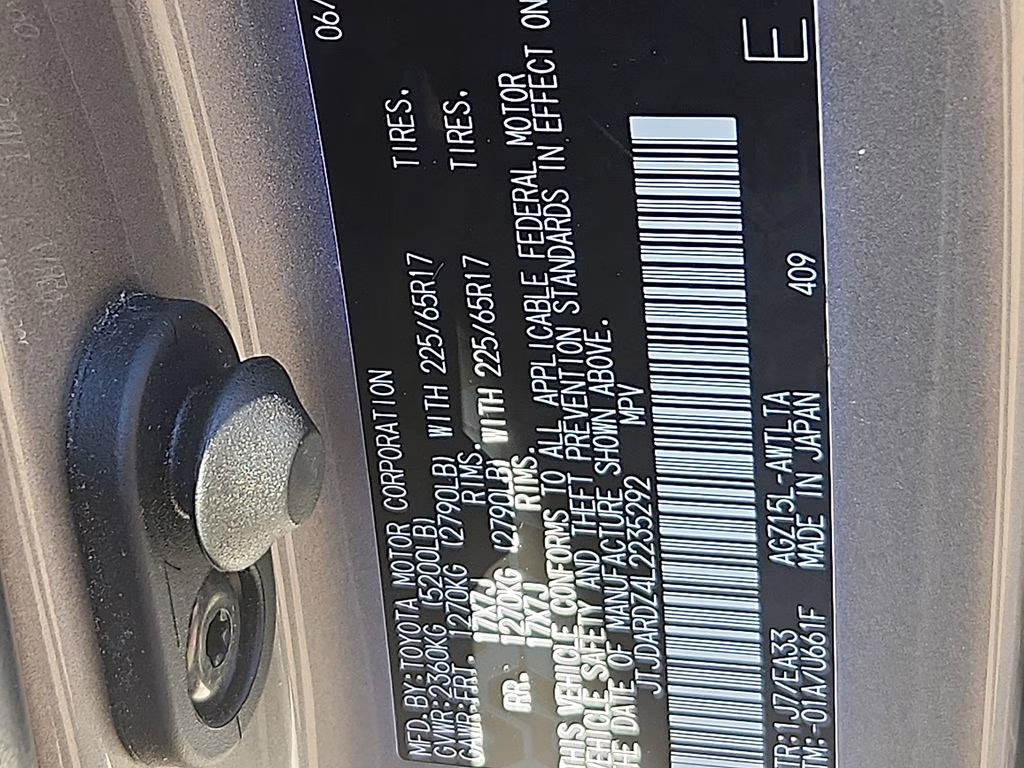 MFD. BY: TOYOTA MOTOR CORPORATION 06/
GVWR: 2360KG (5200LB)
GAWR: FRT. 1270KG (2790LB) WITH 225/65R17 TIRES.
17X7J RIMS.
RR. 1270KG (2790LB) WITH 225/65R17 TIRES.
17X7J RIMS.
THIS VEHICLE CONFORMS TO ALL APPLICABLE FEDERAL MOTOR
VEHICLE SAFETY AND THEFT PREVENTION STANDARDS IN EFFECT ON
THE DATE OF MANUFACTURE SHOWN ABOVE.
JTJDARDZ4L2235292 MPV
TR: 1J7/EA33 AGZ15L-AWTLTA 409 E
TM: -01A/U661F MADE IN JAPAN